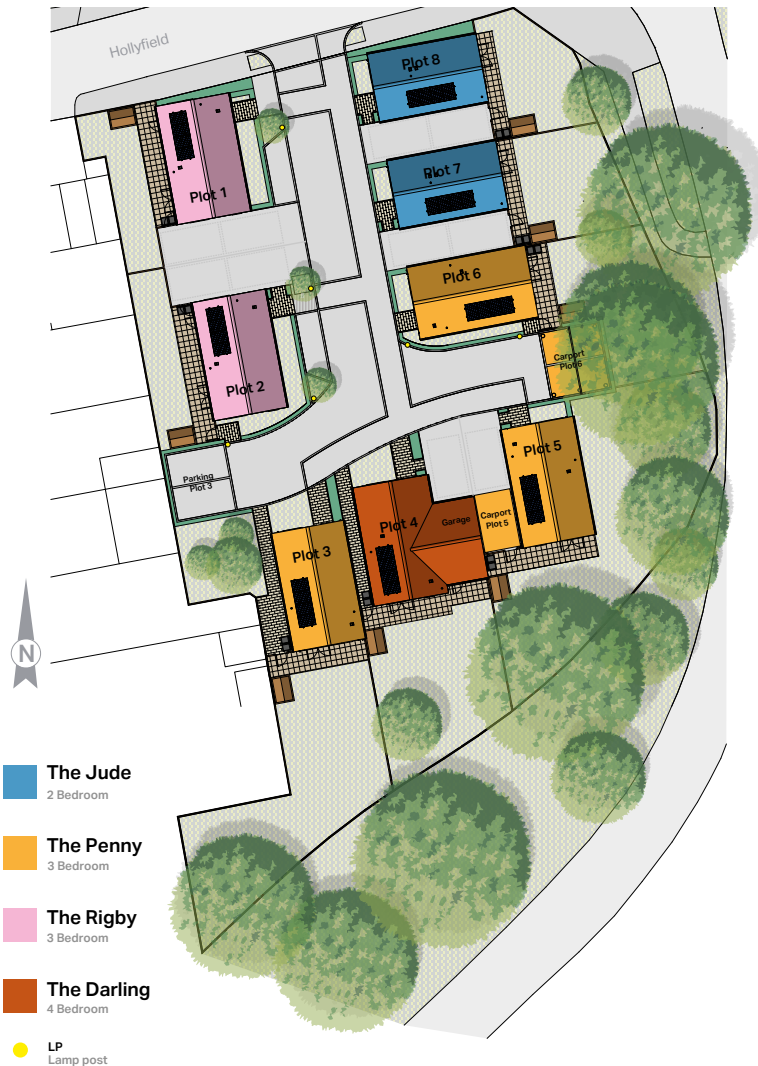 Hollyfield
Plot 8
Plot 1
Plot 7
Plot 6
Carport
Plot 6
Plot 2
Plot 5
Parking
Plot 3
Plot 4
Garage
Carport
Plot 5
Plot 3
N
The Jude
2 Bedroom
The Penny
3 Bedroom
The Rigby
3 Bedroom
The Darling
4 Bedroom
LP
Lamp post